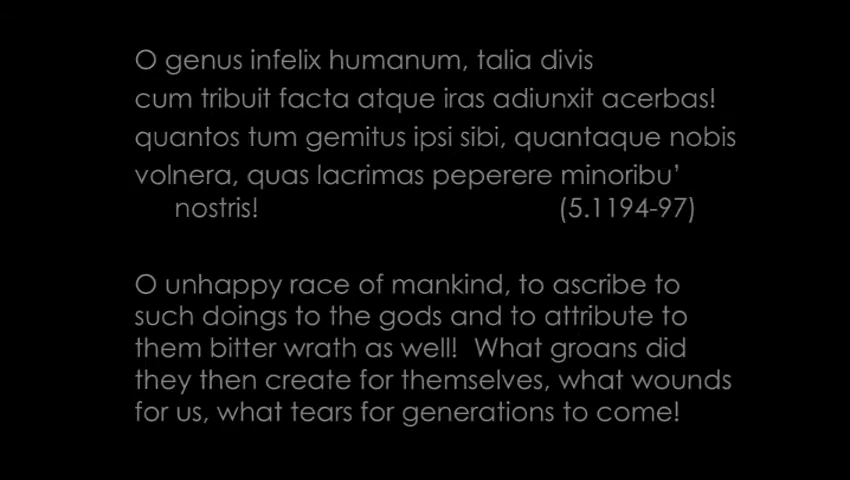 O genus infelix humanum, talia divis
cum tribuit facta atque iras adiunxit acerbas!
quantos tum gemitus ipsi sibi, quantaque nobis
volnera, quas lacrimas peperere minoribu’
nostris! (5.1194-97)
O unhappy race of mankind, to ascribe to
such doings to the gods and to attribute to
them bitter wrath as well! What groans did
they then create for themselves, what wounds
for us, what tears for generations to come!